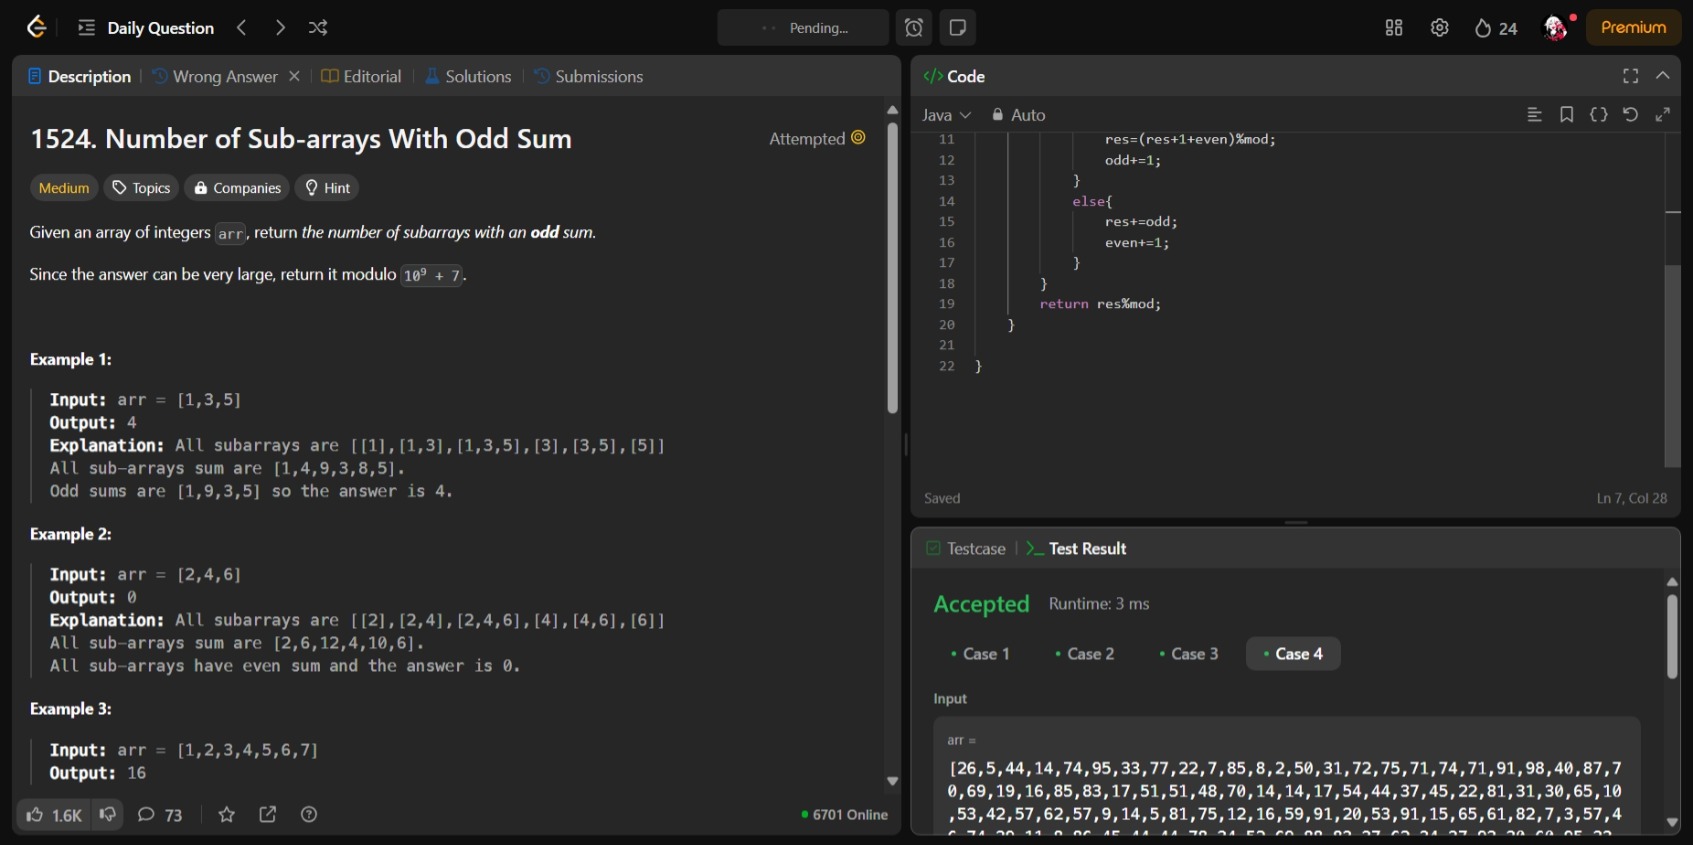 Daily Question
Pending...
24
Premium
Description
Wrong Answer
Editorial
Solutions
Submissions
1524. Number of Sub-arrays With Odd Sum
Attempted
Medium
Topics
Companies
Hint
Given an array of integers arr, return the number of subarrays with an odd sum.
Since the answer can be very large, return it modulo 10⁹ + 7.
Example 1:
Input: arr = [1,3,5]
Output: 4
Explanation: All subarrays are [[1],[1,3],[1,3,5],[3],[3,5],[5]]
All sub-arrays sum are [1,4,9,3,8,5].
Odd sums are [1,9,3,5] so the answer is 4.
Example 2:
Input: arr = [2,4,6]
Output: 0
Explanation: All subarrays are [[2],[2,4],[2,4,6],[4],[4,6],[6]]
All sub-arrays sum are [2,6,12,4,10,6].
All sub-arrays have even sum and the answer is 0.
Example 3:
Input: arr = [1,2,3,4,5,6,7]
Output: 16
1.6K
73
6701 Online
</> Code
Java
Auto
11 res=(res+1+even)%mod;
12 odd+=1;
13 }
14 else{
15 res+=odd;
16 even+=1;
17 }
18 }
19 return res%mod;
20 }
21
22 }
Saved
Ln 7, Col 28
Testcase
>_ Test Result
Accepted
Runtime: 3 ms
Case 1
Case 2
Case 3
Case 4
Input
arr =
[26,5,44,14,74,95,33,77,22,7,85,8,2,50,31,72,75,71,74,71,91,98,40,87,7
0,69,19,16,85,83,17,51,51,48,70,14,14,17,54,44,37,45,22,81,31,30,65,10
,53,42,57,62,57,9,14,5,81,75,12,16,59,91,20,53,91,15,65,61,82,7,3,57,4